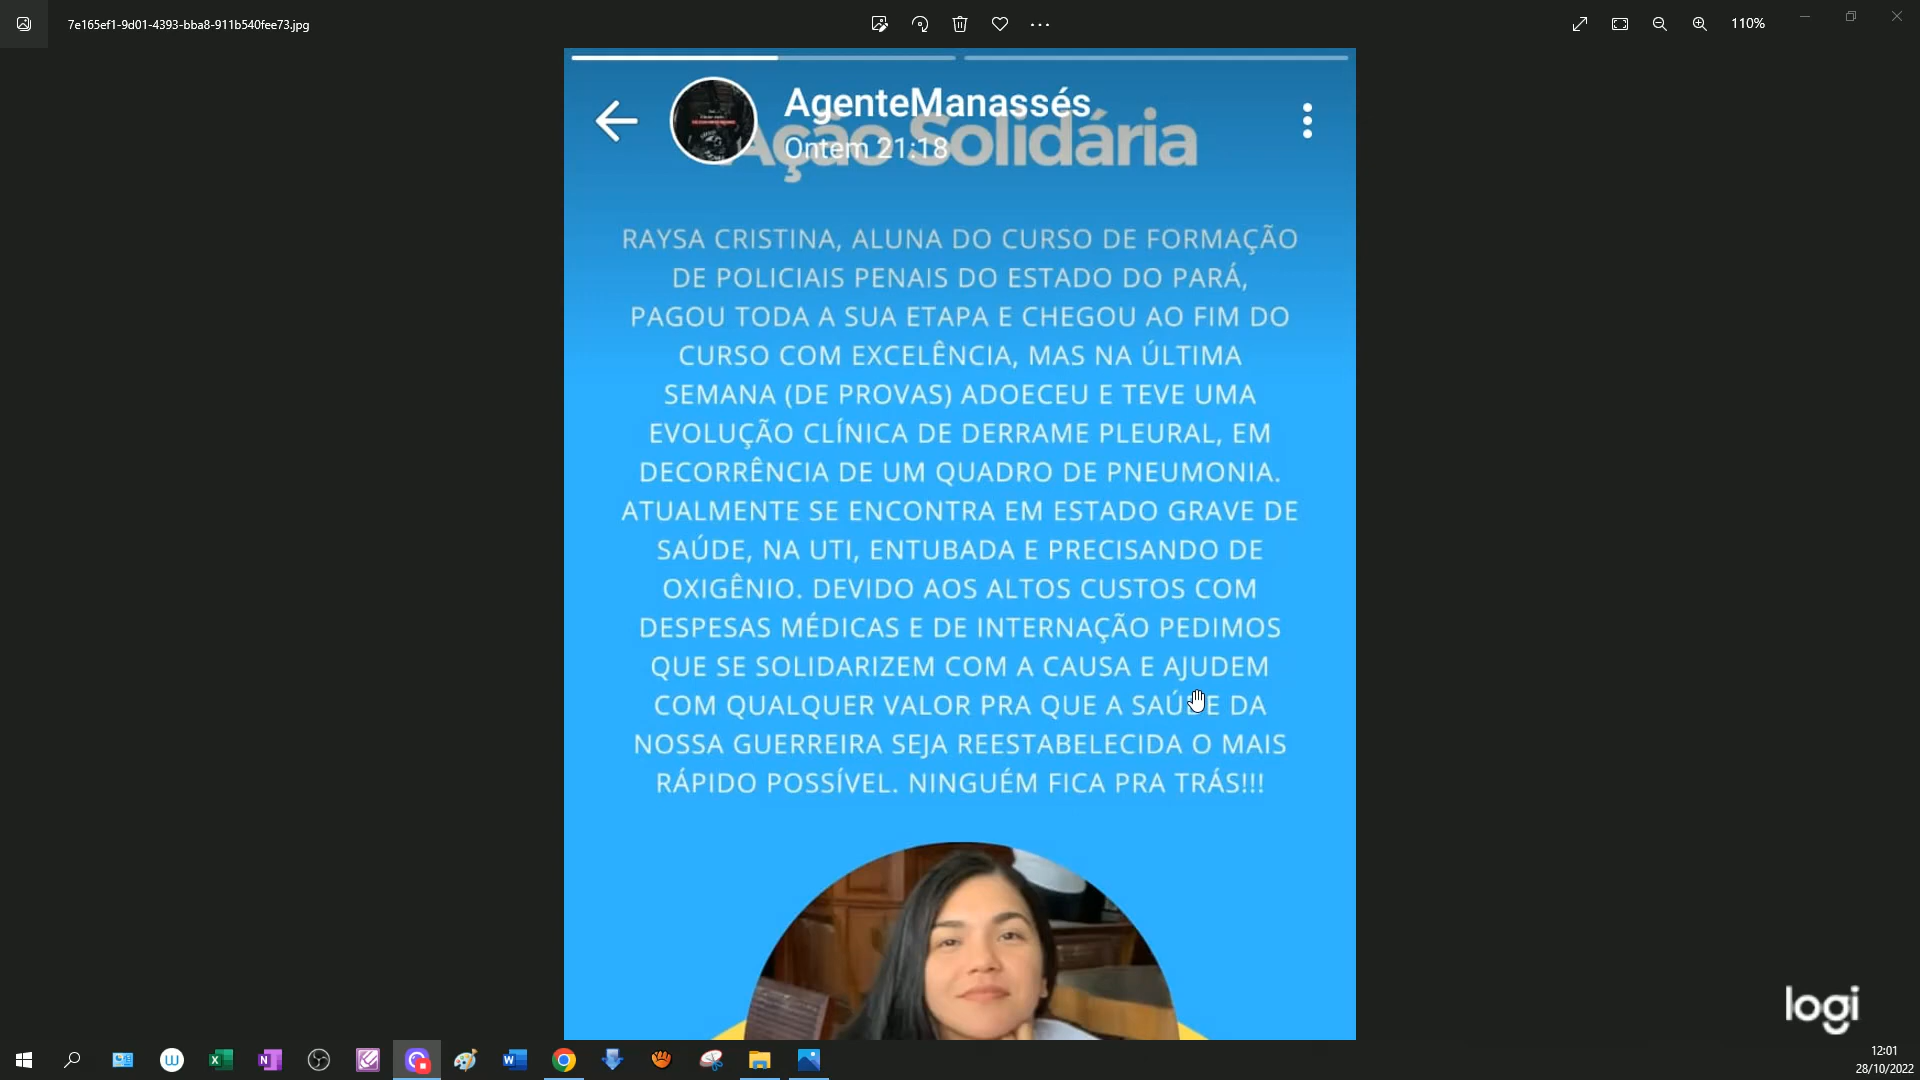 7e165ef1-9d01-4393-bba8-911b540fee73.jpg
110%
AgenteManassés
Ação Solidária
Ontem 21:18
RAYSA CRISTINA, ALUNA DO CURSO DE FORMAÇÃO
DE POLICIAIS PENAIS DO ESTADO DO PARÁ,
PAGOU TODA A SUA ETAPA E CHEGOU AO FIM DO
CURSO COM EXCELÊNCIA, MAS NA ÚLTIMA
SEMANA (DE PROVAS) ADOECEU E TEVE UMA
EVOLUÇÃO CLÍNICA DE DERRAME PLEURAL, EM
DECORRÊNCIA DE UM QUADRO DE PNEUMONIA.
ATUALMENTE SE ENCONTRA EM ESTADO GRAVE DE
SAÚDE, NA UTI, ENTUBADA E PRECISANDO DE
OXIGÊNIO. DEVIDO AOS ALTOS CUSTOS COM
DESPESAS MÉDICAS E DE INTERNAÇÃO PEDIMOS
QUE SE SOLIDARIZEM COM A CAUSA E AJUDEM
COM QUALQUER VALOR PRA QUE A SAÚDE DA
NOSSA GUERREIRA SEJA REESTABELECIDA O MAIS
RÁPIDO POSSÍVEL. NINGUÉM FICA PRA TRÁS!!!
logi
12:01
28/10/2022